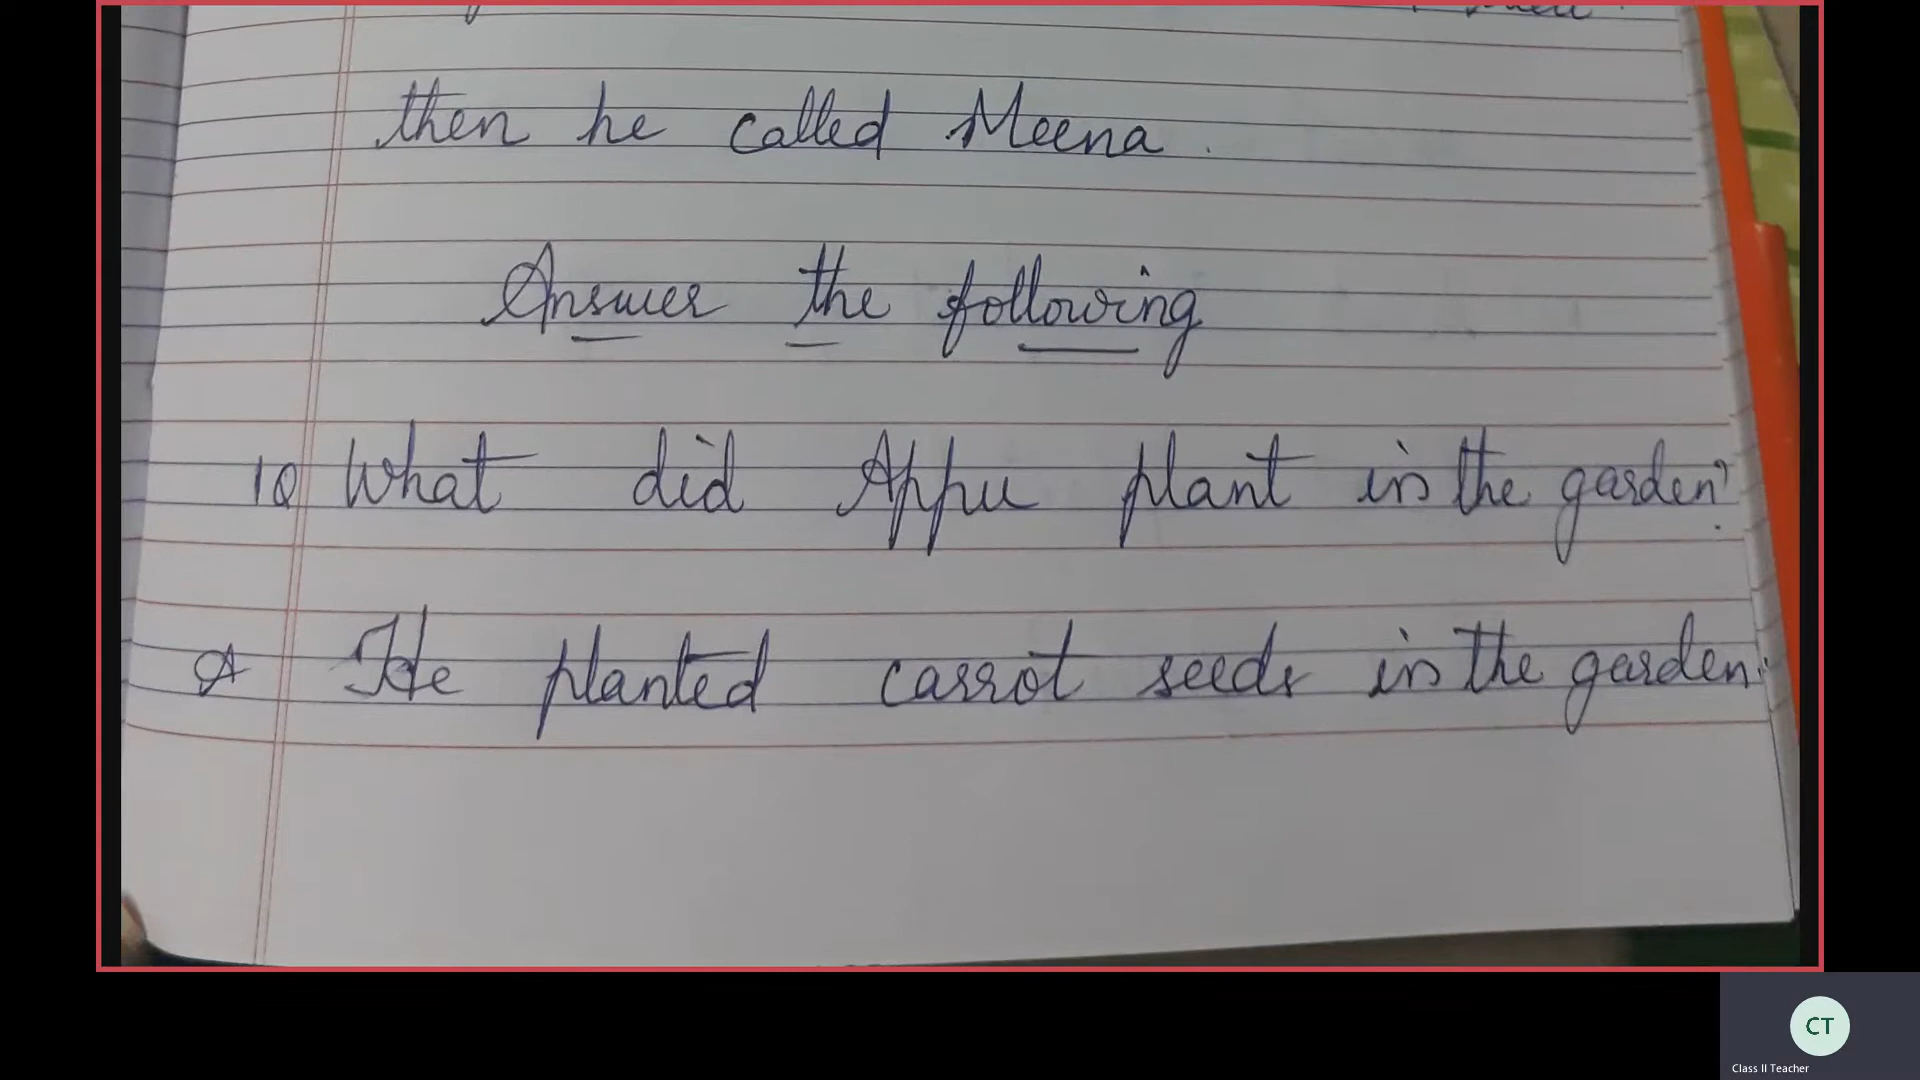 then he called Meena.
Answer the following
1Q What did Appu plant in the garden?
A He planted carrot seeds in the garden.
CT
Class II Teacher